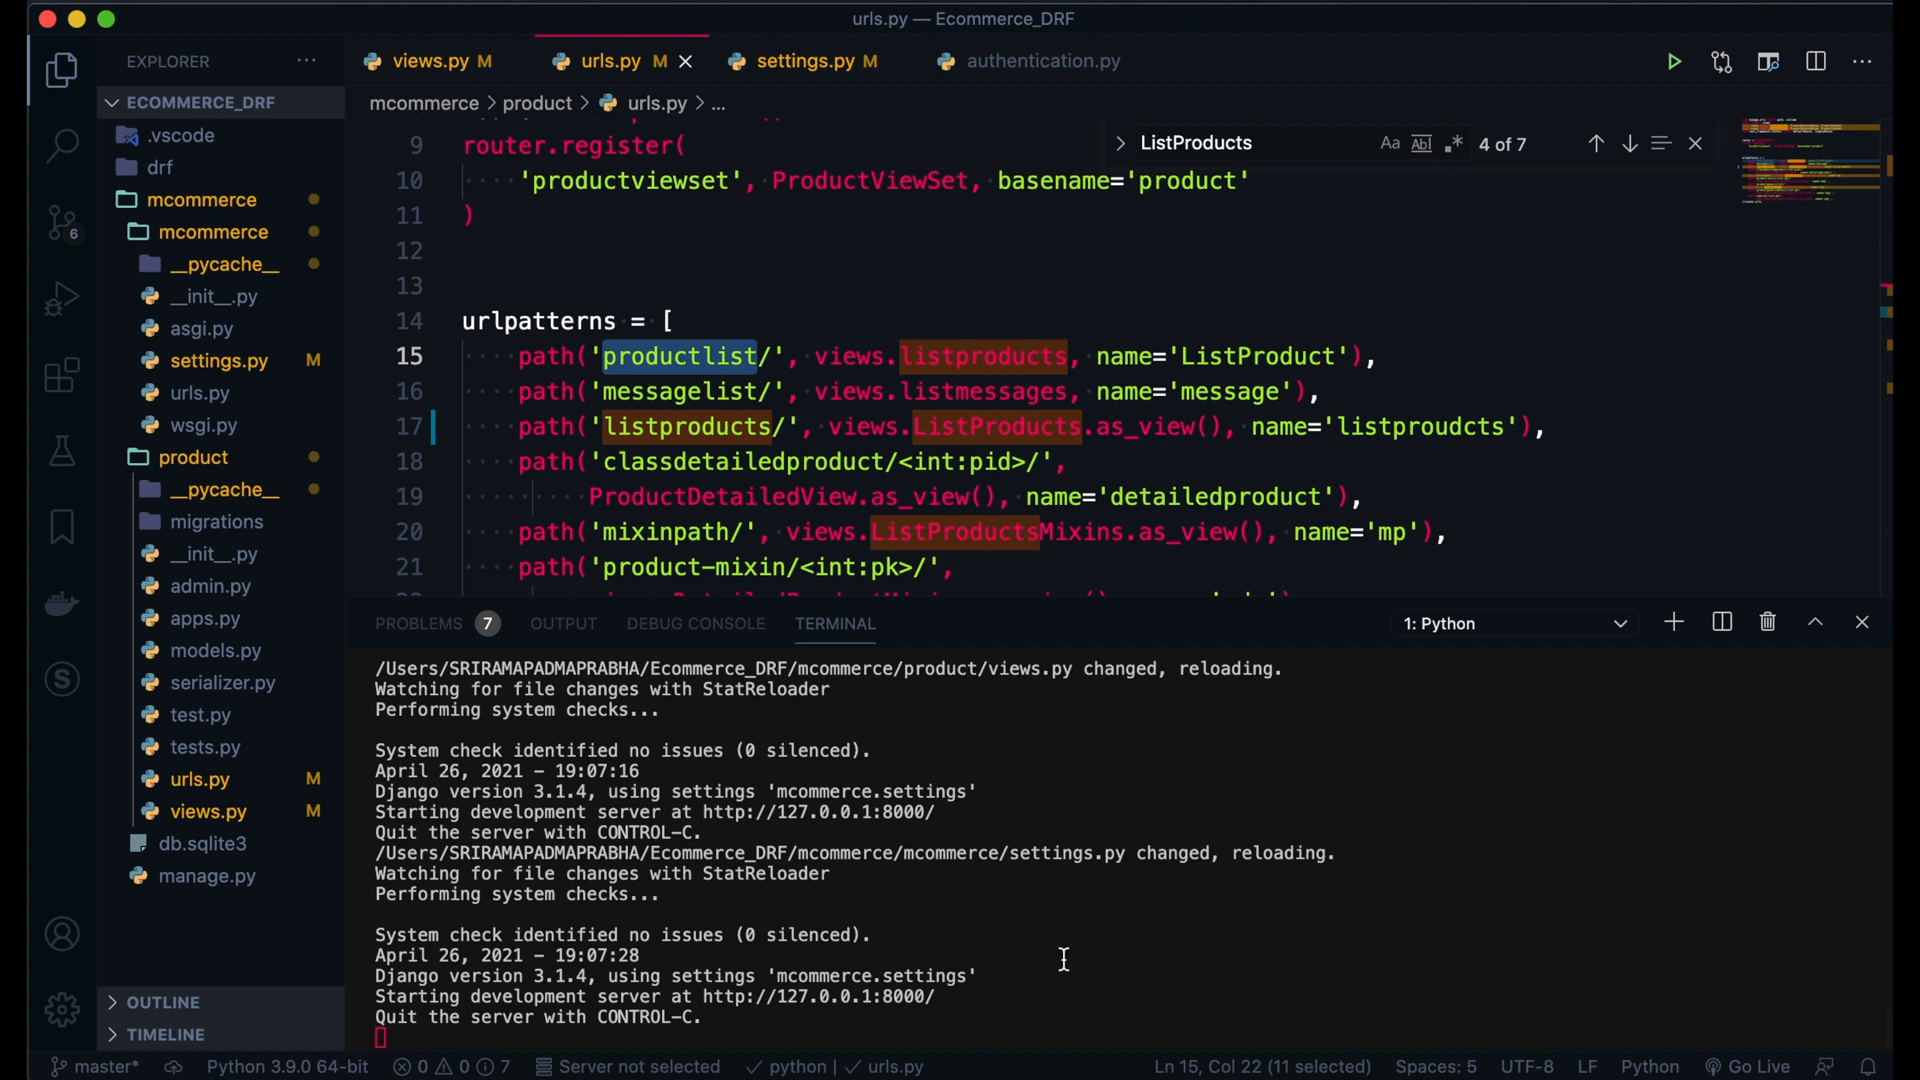 urls.py — Ecommerce_DRF
EXPLORER
views.py M
urls.py M
settings.py M
authentication.py
ECOMMERCE_DRF
mcommerce > product > urls.py > ...
.vscode
drf
mcommerce
mcommerce
__pycache__
__init__.py
asgi.py
settings.py M
urls.py
wsgi.py
product
__pycache__
migrations
__init__.py
admin.py
apps.py
models.py
serializer.py
test.py
tests.py
urls.py M
views.py M
db.sqlite3
manage.py
OUTLINE
TIMELINE
6
ListProducts
Aa Abl .* 4 of 7
9 router.register(
10 'productviewset', ProductViewSet, basename='product'
11 )
12
13
14 urlpatterns = [
15 path('productlist/', views.listproducts, name='ListProduct'),
16 path('messagelist/', views.listmessages, name='message'),
17 path('listproducts/', views.ListProducts.as_view(), name='listproudcts'),
18 path('classdetailedproduct/<int:pid>/',
19 ProductDetailedView.as_view(), name='detailedproduct'),
20 path('mixinpath/', views.ListProductsMixins.as_view(), name='mp'),
21 path('product-mixin/<int:pk>/',
PROBLEMS 7 OUTPUT DEBUG CONSOLE TERMINAL
1: Python
/Users/SRIRAMAPADMAPRABHA/Ecommerce_DRF/mcommerce/product/views.py changed, reloading.
Watching for file changes with StatReloader
Performing system checks...
System check identified no issues (0 silenced).
April 26, 2021 - 19:07:16
Django version 3.1.4, using settings 'mcommerce.settings'
Starting development server at http://127.0.0.1:8000/
Quit the server with CONTROL-C.
/Users/SRIRAMAPADMAPRABHA/Ecommerce_DRF/mcommerce/mcommerce/settings.py changed, reloading.
Watching for file changes with StatReloader
Performing system checks...
System check identified no issues (0 silenced).
April 26, 2021 - 19:07:28
Django version 3.1.4, using settings 'mcommerce.settings'
Starting development server at http://127.0.0.1:8000/
Quit the server with CONTROL-C.
master* Python 3.9.0 64-bit 0 0 7 Server not selected python | urls.py Ln 15, Col 22 (11 selected) Spaces: 5 UTF-8 LF Python Go Live